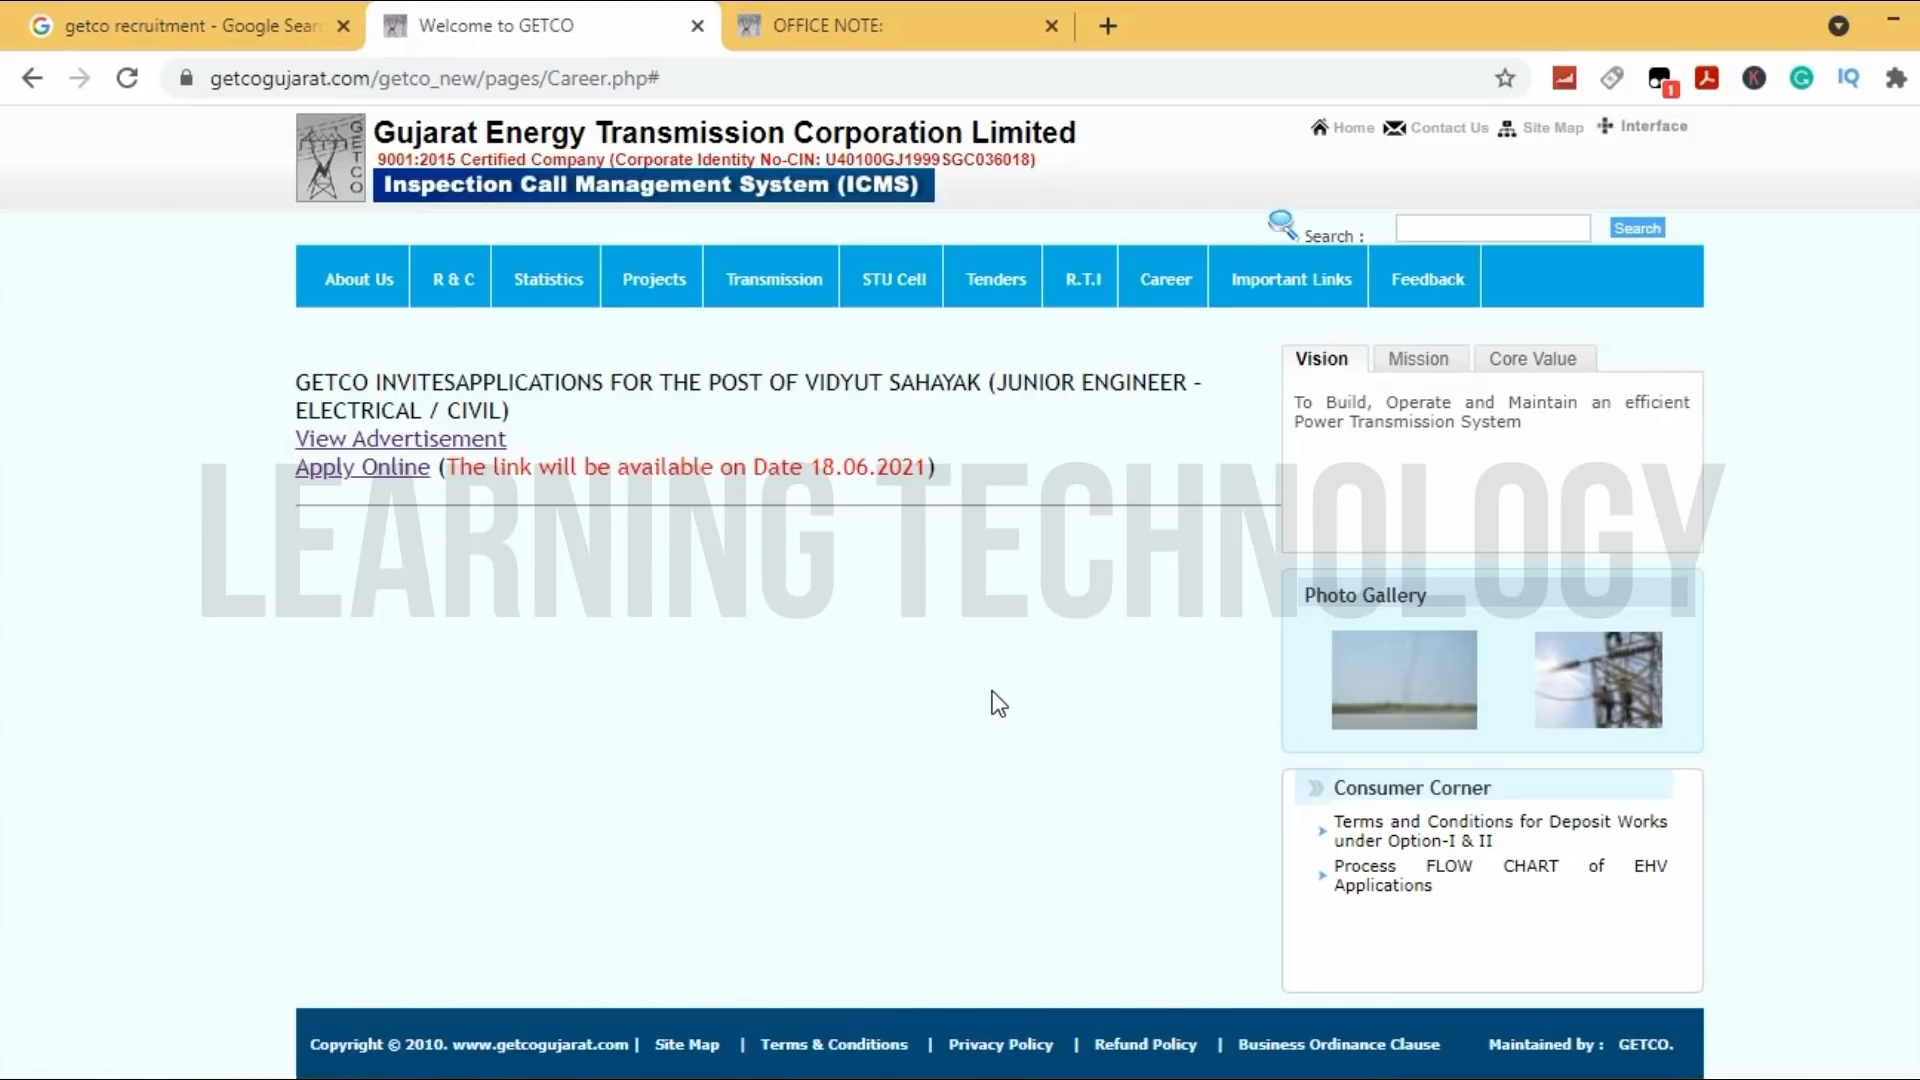 getco recruitment - Google Sear
Welcome to GETCO
OFFICE NOTE:
getcogujarat.com/getco_new/pages/Career.php#
1
K
IQ
GETCO
Gujarat Energy Transmission Corporation Limited
9001:2015 Certified Company (Corporate Identity No-CIN: U40100GJ1999SGC036018)
Inspection Call Management System (ICMS)
Home
Contact Us
Site Map
Interface
Search :
Search
About Us
R & C
Statistics
Projects
Transmission
STU Cell
Tenders
R.T.I
Career
Important Links
Feedback
GETCO INVITESAPPLICATIONS FOR THE POST OF VIDYUT SAHAYAK (JUNIOR ENGINEER -
ELECTRICAL / CIVIL)
View Advertisement
Apply Online (The link will be available on Date 18.06.2021)
LEARNING TECHNOLOGY
Vision
Mission
Core Value
To Build, Operate and Maintain an efficient
Power Transmission System
Photo Gallery
Consumer Corner
Terms and Conditions for Deposit Works
under Option-I & II
Process FLOW CHART of EHV
Applications
Copyright © 2010. www.getcogujarat.com | Site Map | Terms & Conditions | Privacy Policy | Refund Policy | Business Ordinance Clause Maintained by : GETCO.